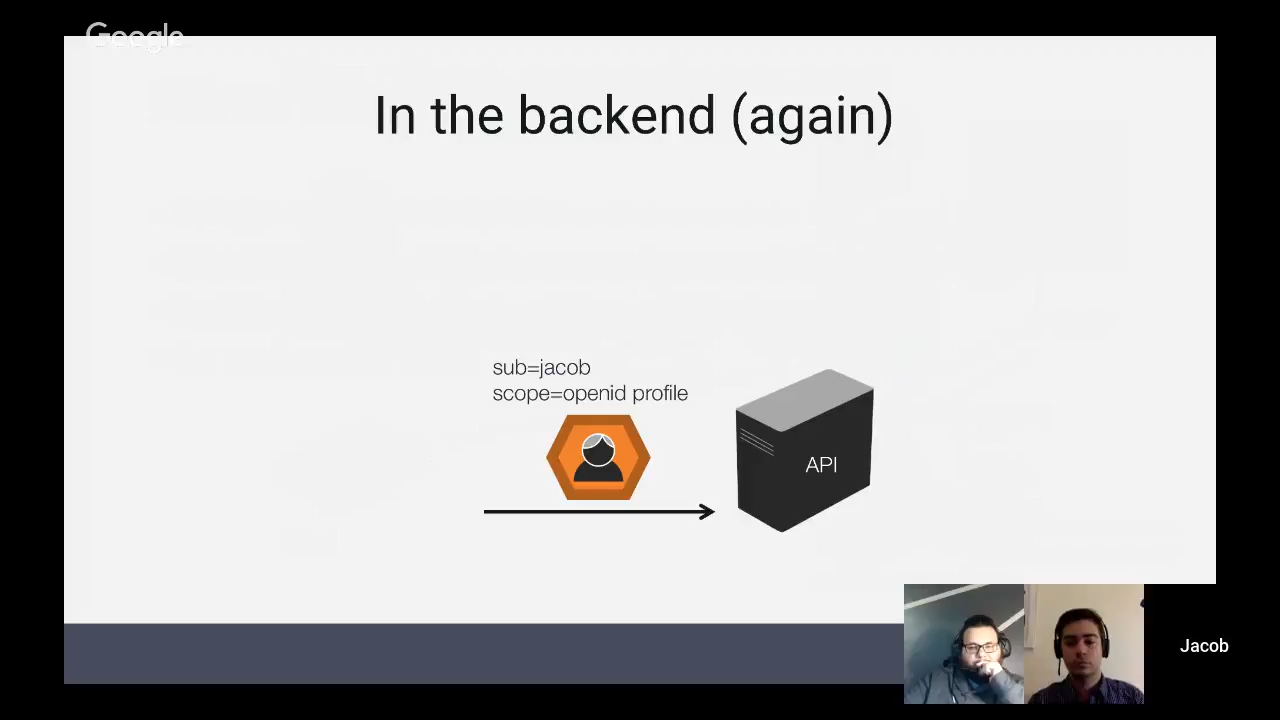 Google
In the backend (again)
sub=jacob
scope=openid profile
API
Jacob